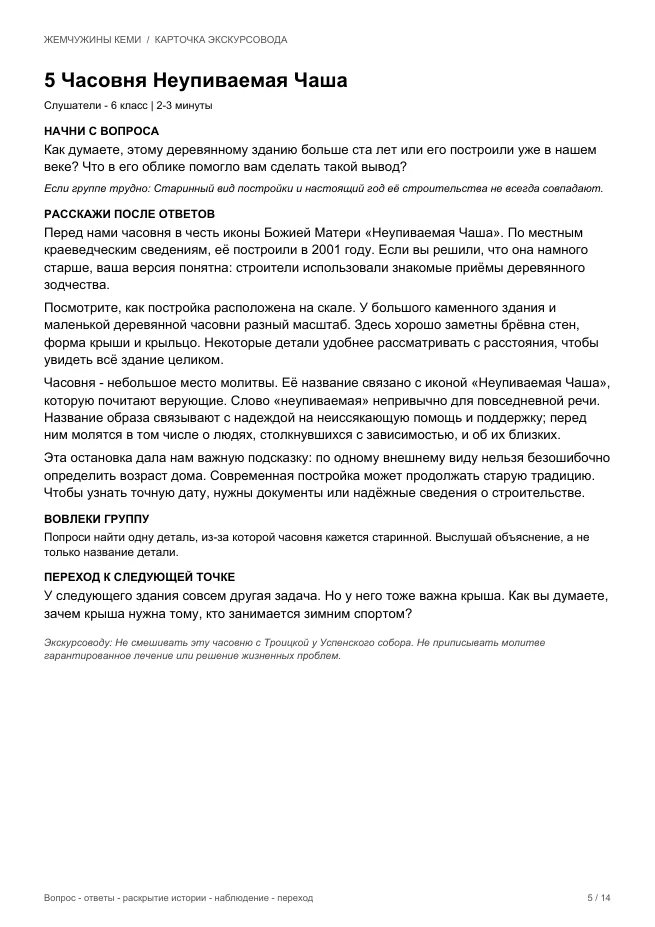 ЖЕМЧУЖИНЫ КЕМИ / КАРТОЧКА ЭКСКУРСОВОДА
5 Часовня Неупиваемая Чаша
Слушатели - 6 класс | 2-3 минуты
НАЧНИ С ВОПРОСА
Как думаете, этому деревянному зданию больше ста лет или его построили уже в нашем
веке? Что в его облике помогло вам сделать такой вывод?
Если группе трудно: Старинный вид постройки и настоящий год её строительства не всегда совпадают.
РАССКАЖИ ПОСЛЕ ОТВЕТОВ
Перед нами часовня в честь иконы Божией Матери «Неупиваемая Чаша». По местным
краеведческим сведениям, её построили в 2001 году. Если вы решили, что она намного
старше, ваша версия понятна: строители использовали знакомые приёмы деревянного
зодчества.
Посмотрите, как постройка расположена на скале. У большого каменного здания и
маленькой деревянной часовни разный масштаб. Здесь хорошо заметны брёвна стен,
форма крыши и крыльцо. Некоторые детали удобнее рассматривать с расстояния, чтобы
увидеть всё здание целиком.
Часовня - небольшое место молитвы. Её название связано с иконой «Неупиваемая Чаша»,
которую почитают верующие. Слово «неупиваемая» непривычно для повседневной речи.
Название образа связывают с надеждой на неиссякающую помощь и поддержку; перед
ним молятся в том числе о людях, столкнувшихся с зависимостью, и об их близких.
Эта остановка дала нам важную подсказку: по одному внешнему виду нельзя безошибочно
определить возраст дома. Современная постройка может продолжать старую традицию.
Чтобы узнать точную дату, нужны документы или надёжные сведения о строительстве.
ВОВЛЕКИ ГРУППУ
Попроси найти одну деталь, из-за которой часовня кажется старинной. Выслушай объяснение, а не
только название детали.
ПЕРЕХОД К СЛЕДУЮЩЕЙ ТОЧКЕ
У следующего здания совсем другая задача. Но у него тоже важна крыша. Как вы думаете,
зачем крыша нужна тому, кто занимается зимним спортом?
Экскурсоводу: Не смешивать эту часовню с Троицкой у Успенского собора. Не приписывать молитве
гарантированное лечение или решение жизненных проблем.
Вопрос - ответы - раскрытие истории - наблюдение - переход
5 / 14